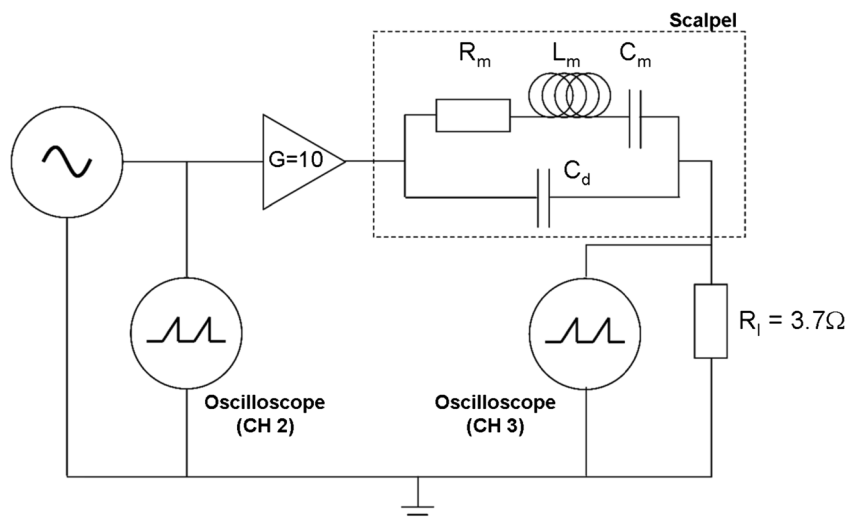 Scalpel
Rm Lm Cm
G=10
Cd
Rl = 3.7Ω
Oscilloscope
(CH 2)
Oscilloscope
(CH 3)